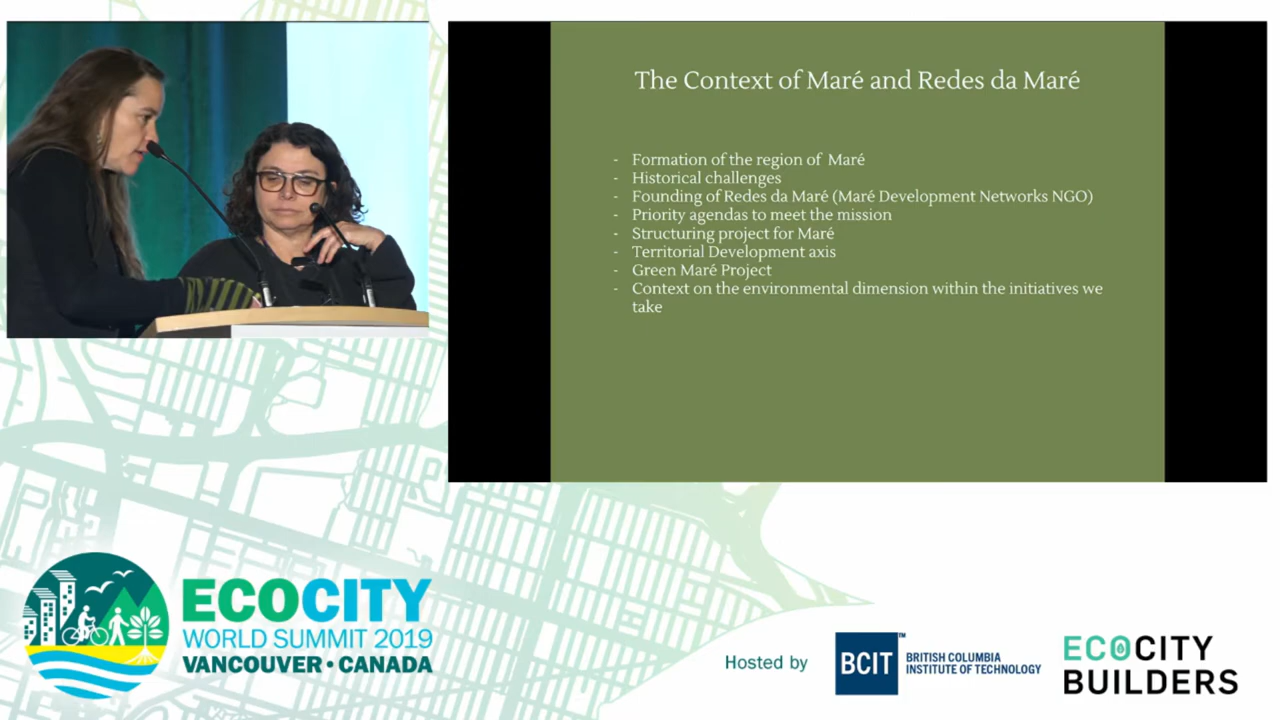 The Context of Maré and Redes da Maré
- Formation of the region of Maré
- Historical challenges
- Founding of Redes da Maré (Maré Development Networks NGO)
- Priority agendas to meet the mission
- Structuring project for Maré
- Territorial Development axis
- Green Maré Project
- Context on the environmental dimension within the initiatives we
take
ECOCITY
WORLD SUMMIT 2019
VANCOUVER • CANADA
Hosted by
BCIT™
BRITISH COLUMBIA
INSTITUTE OF TECHNOLOGY
ECOCITY
BUILDERS